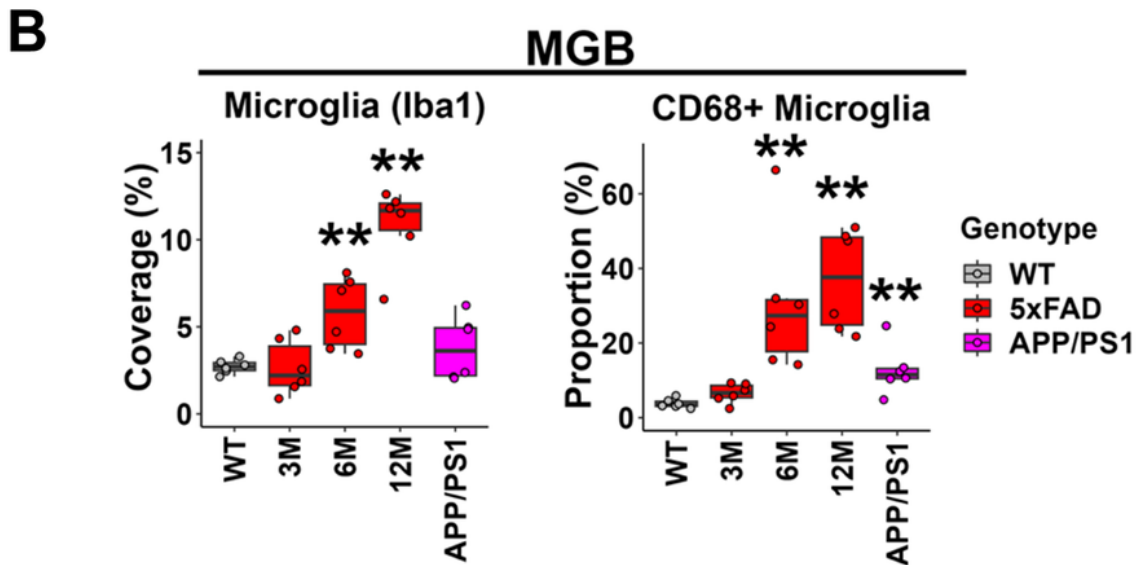 B
MGB
Microglia (Iba1)
CD68+ Microglia
Coverage (%)
15
10
5
0
**
**
WT
3M
6M
12M
APP/PS1
Proportion (%)
60
40
20
0
**
**
**
WT
3M
6M
12M
APP/PS1
Genotype
WT
5xFAD
APP/PS1